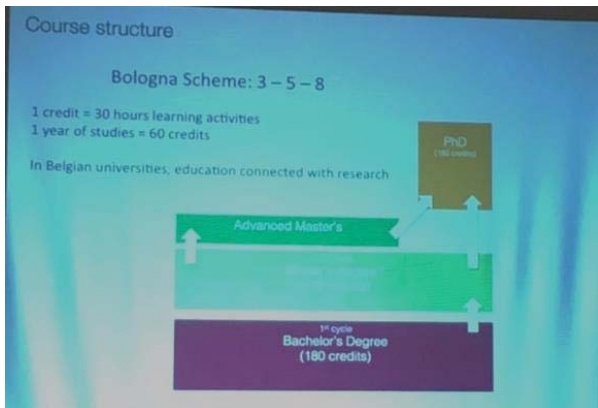 Course structure
Bologna Scheme: 3 – 5 – 8
1 credit = 30 hours learning activities
1 year of studies = 60 credits
In Belgian universities, education connected with research
PhD
(180 credits)
Advanced Master's
1st cycle
Bachelor's Degree
(180 credits)